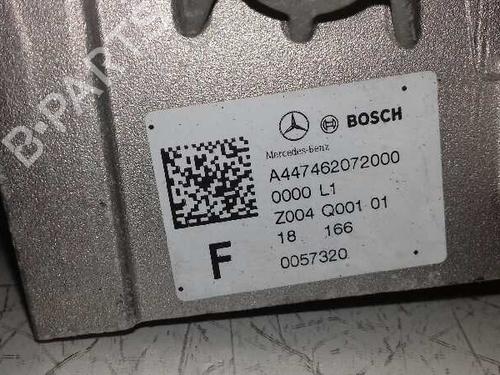 B-PARTS
BOSCH
Mercedes-Benz
A447462072000
0000 L1
Z004 Q001 01
18 166
F
0057320